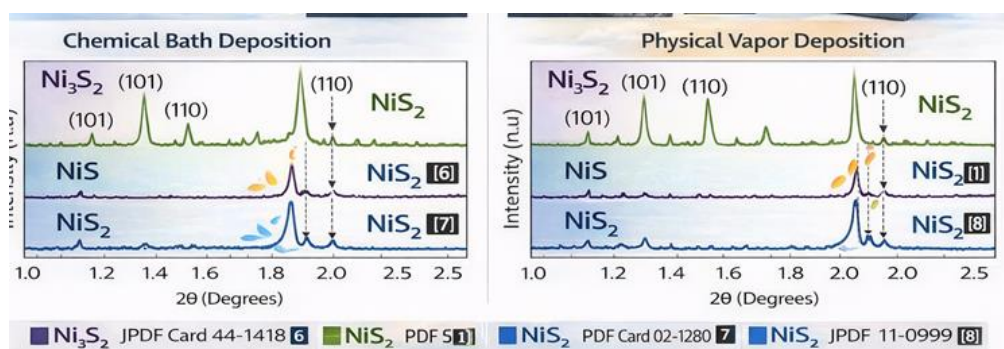 Chemical Bath Deposition
Ni₃S₂
(101)
(101)
(110)
(110)
NiS₂
NiS
NiS₂ [6]
NiS₂
NiS₂ [7]
1.0 1.2 1.4 1.6 1.8 2.0 2.5
2θ (Degrees)
Physical Vapor Deposition
Intensity (n.u)
Ni₃S₂
(101)
(101)
(110)
(110)
NiS₂
NiS
NiS₂ [1]
NiS₂
NiS₂ [8]
1.0 1.2 1.4 1.5 1.6 2.0 2.0 2.5
2θ (Degrees)
Ni₃S₂ JPDF Card 44-1418 6 NiS₂ PDF 5 1] NiS₂ PDF Card 02-1280 7 NiS₂ JPDF 11-0999 [8]